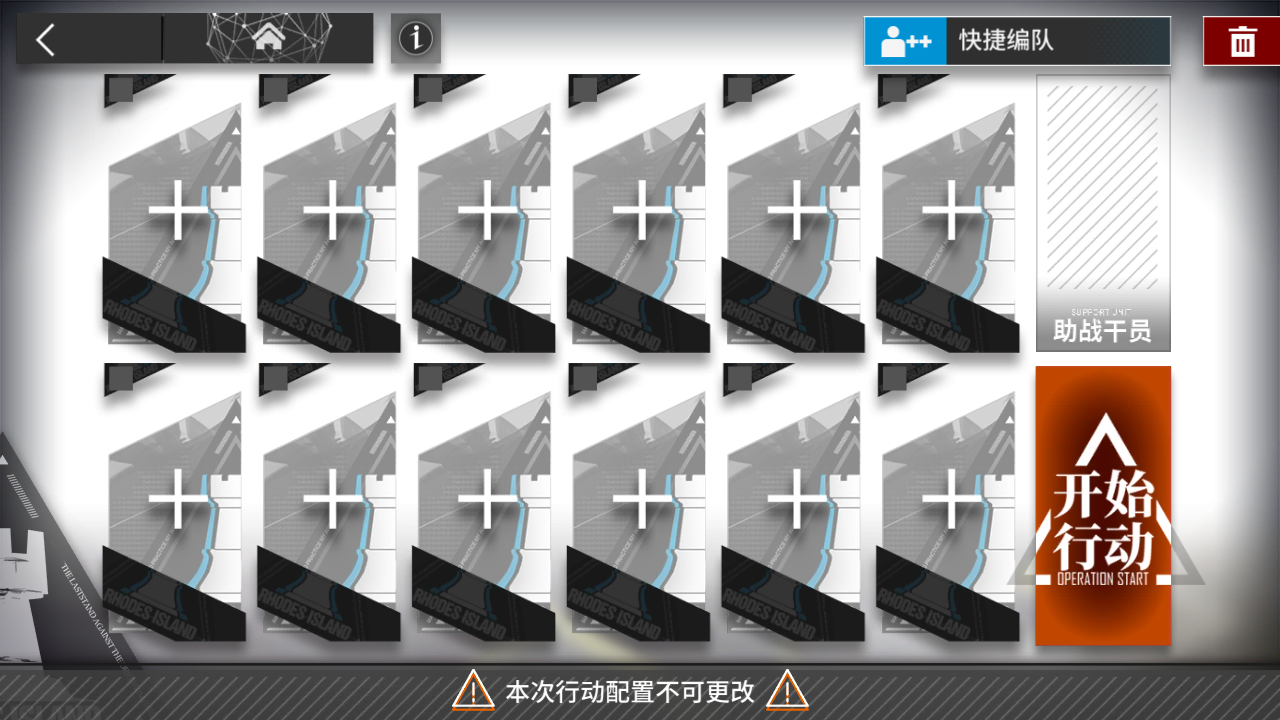 快捷编队
SUPPORT UNIT
助战干员
RHODES ISLAND
RHODES ISLAND
RHODES ISLAND
RHODES ISLAND
RHODES ISLAND
RHODES ISLAND
开始
行动
OPERATION START
RHODES ISLAND
RHODES ISLAND
RHODES ISLAND
RHODES ISLAND
RHODES ISLAND
RHODES ISLAND
THE LAST STAND AGAINST THE
本次行动配置不可更改